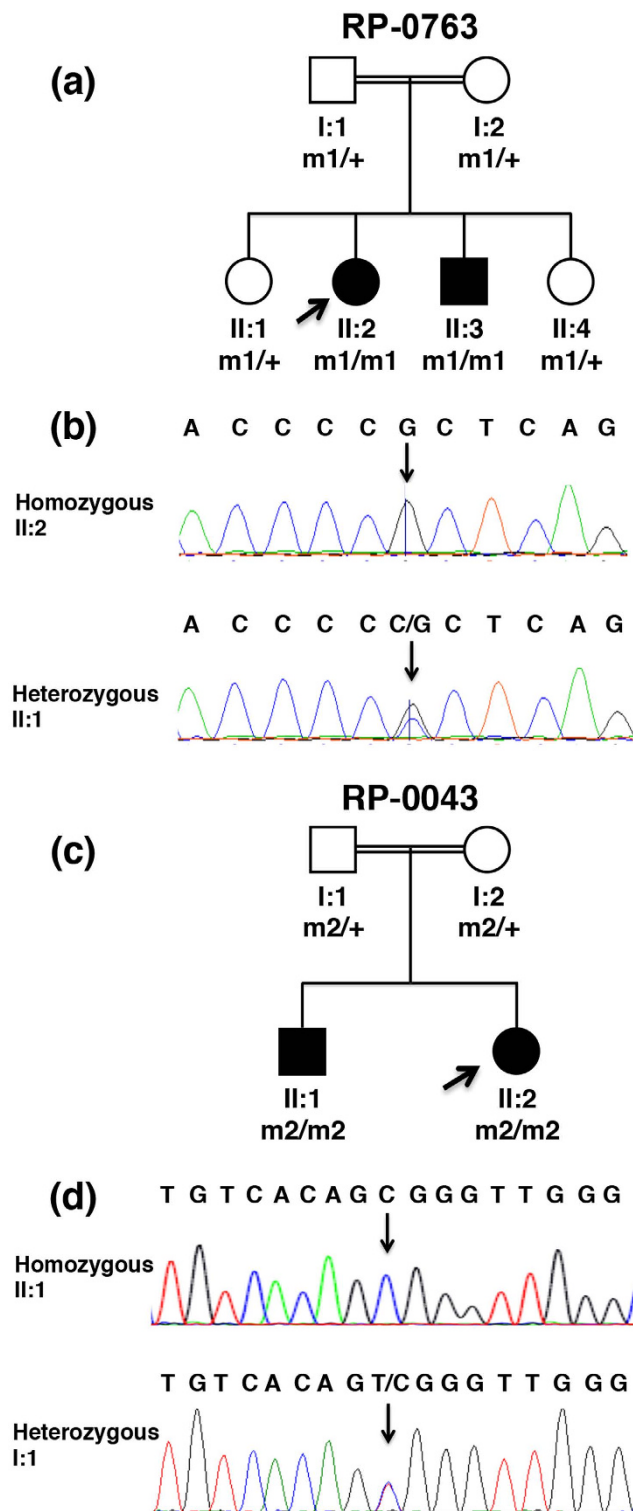 RP-0763
(a)
I:1 I:2
m1/+ m1/+
II:1 II:2 II:3 II:4
m1/+ m1/m1 m1/m1 m1/+
(b)
A C C C C G C T C A G
Homozygous
II:2
A C C C C C/G C T C A G
Heterozygous
II:1
RP-0043
(c)
I:1 I:2
m2/+ m2/+
II:1 II:2
m2/m2 m2/m2
(d)
T G T C A C A G C G G G T T G G G
Homozygous
II:1
T G T C A C A G T/C G G G T T G G G
Heterozygous
I:1